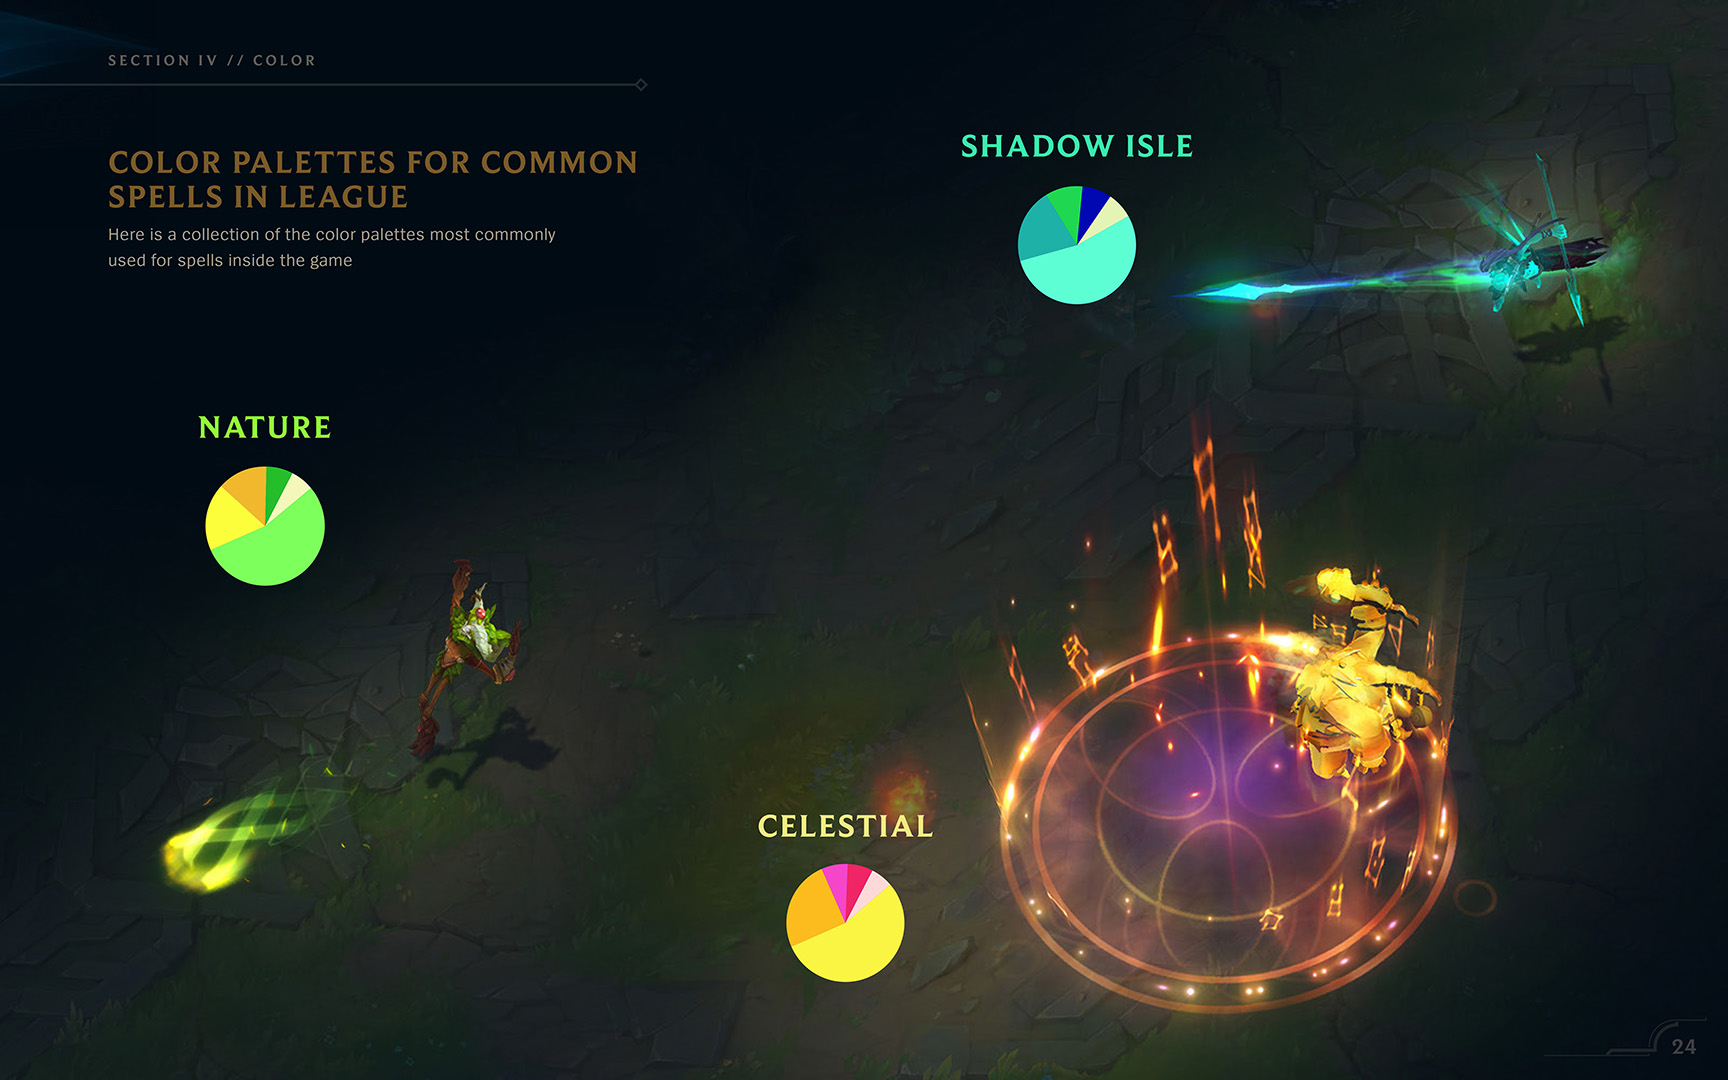 SECTION IV // COLOR
COLOR PALETTES FOR COMMON
SPELLS IN LEAGUE
Here is a collection of the color palettes most commonly
used for spells inside the game
SHADOW ISLE
NATURE
CELESTIAL
24